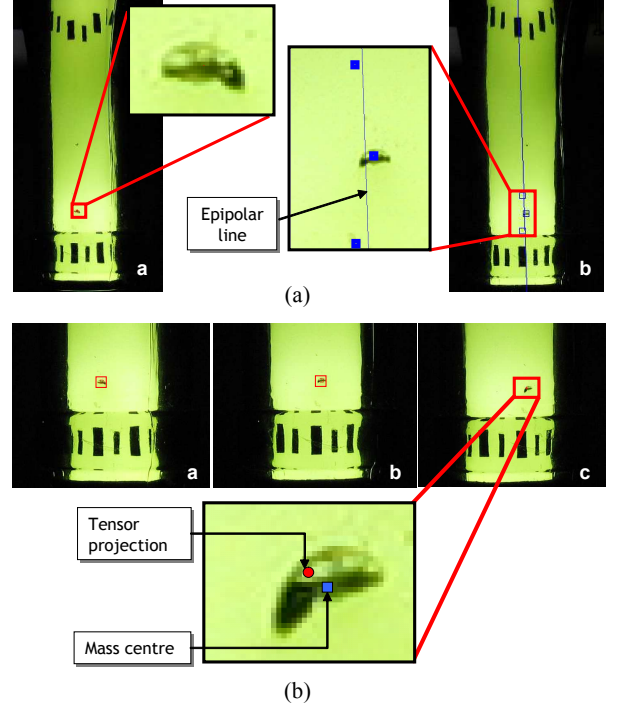 Epipolar
line
a
b
(a)
a
b
c
Tensor
projection
Mass centre
(b)